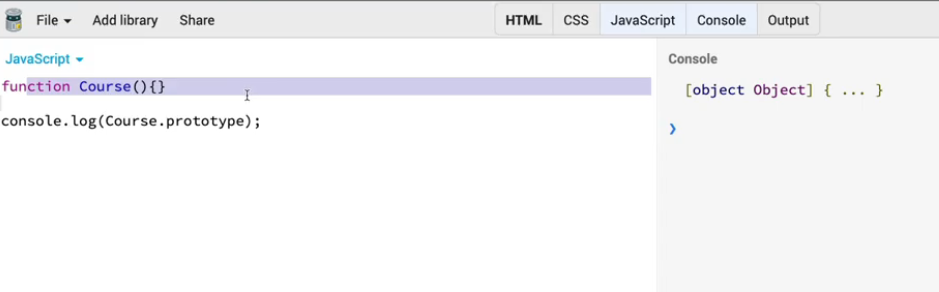 File Add library Share HTML CSS JavaScript Console Output
JavaScript
function Course(){}
console.log(Course.prototype);
Console
[object Object] { ... }
❯